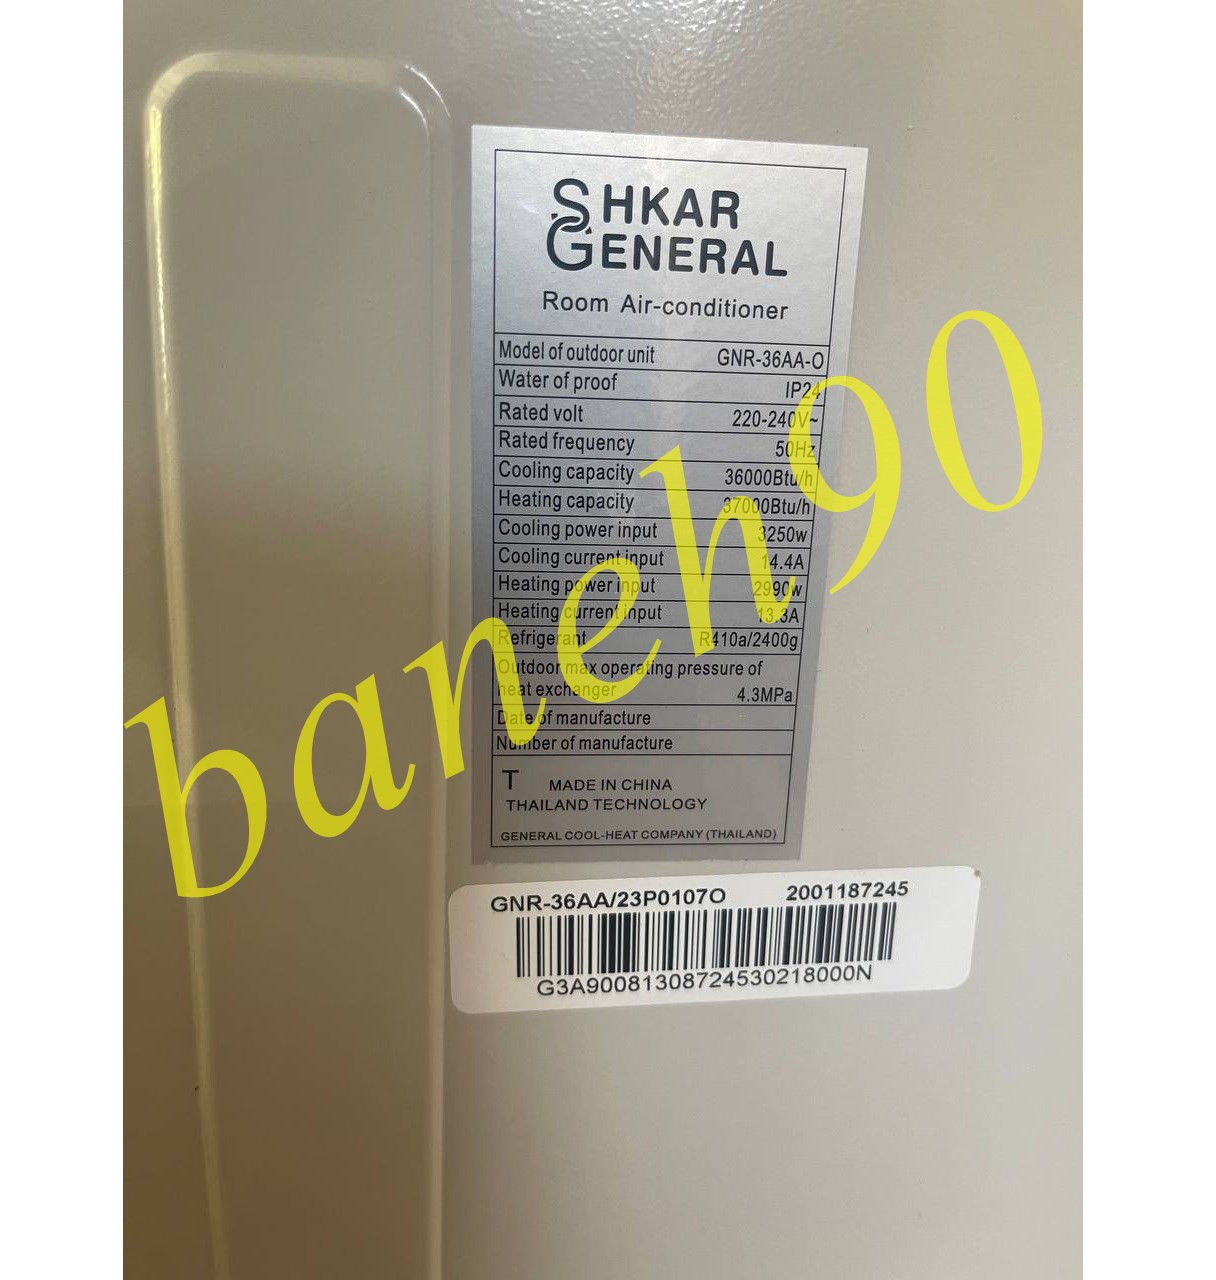 SHKAR
GENERAL
Room Air-conditioner
Model of outdoor unit GNR-36AA-O
Water of proof IP24
Rated volt 220-240V~
Rated frequency 50Hz
Cooling capacity 36000Btu/h
Heating capacity 37000Btu/h
Cooling power input 3250w
Cooling current input 14.4A
Heating power input 2990w
Heating current input 13.3A
Refrigerant R410a/2400g
Outdoor max operating pressure of
heat exchanger 4.3MPa
Date of manufacture
Number of manufacture
T MADE IN CHINA
THAILAND TECHNOLOGY
GENERAL COOL-HEAT COMPANY (THAILAND)
GNR-36AA/23P0107O 2001187245
G3A90081308724530218000N
baneh90